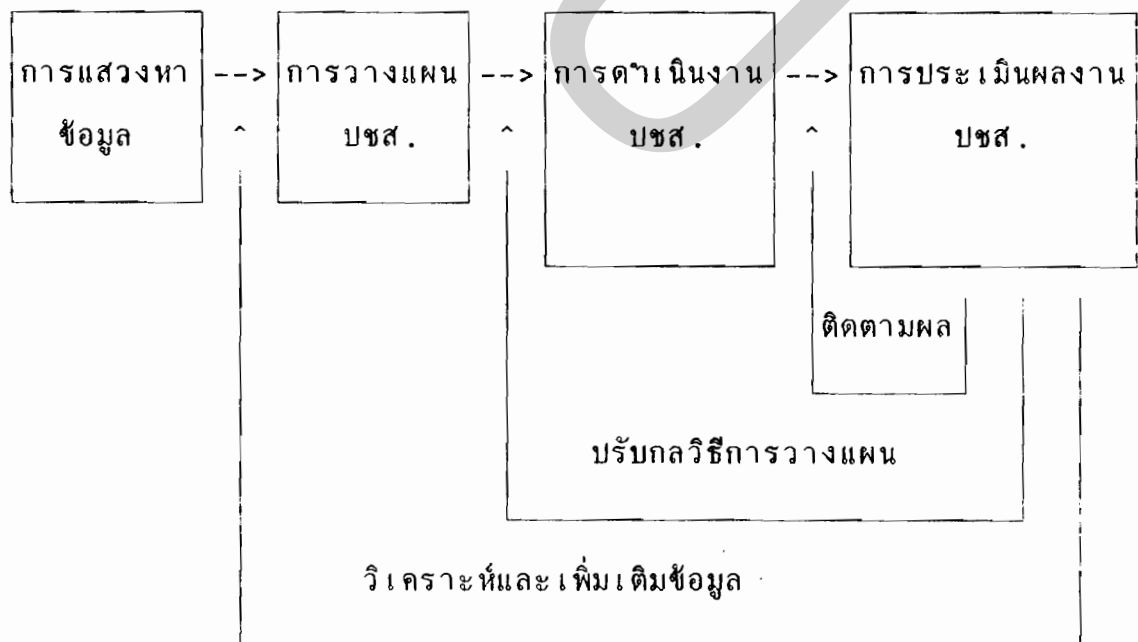 การแสวงหา --> การวางแผน --> การดำเนินงาน --> การประเมินผลงาน
ข้อมูล ^ ปชส. ^ ปชส. ^ ปชส.
ติดตามผล
ปรับกลวิธีการวางแผน
วิเคราะห์และเพิ่มเติมข้อมูล